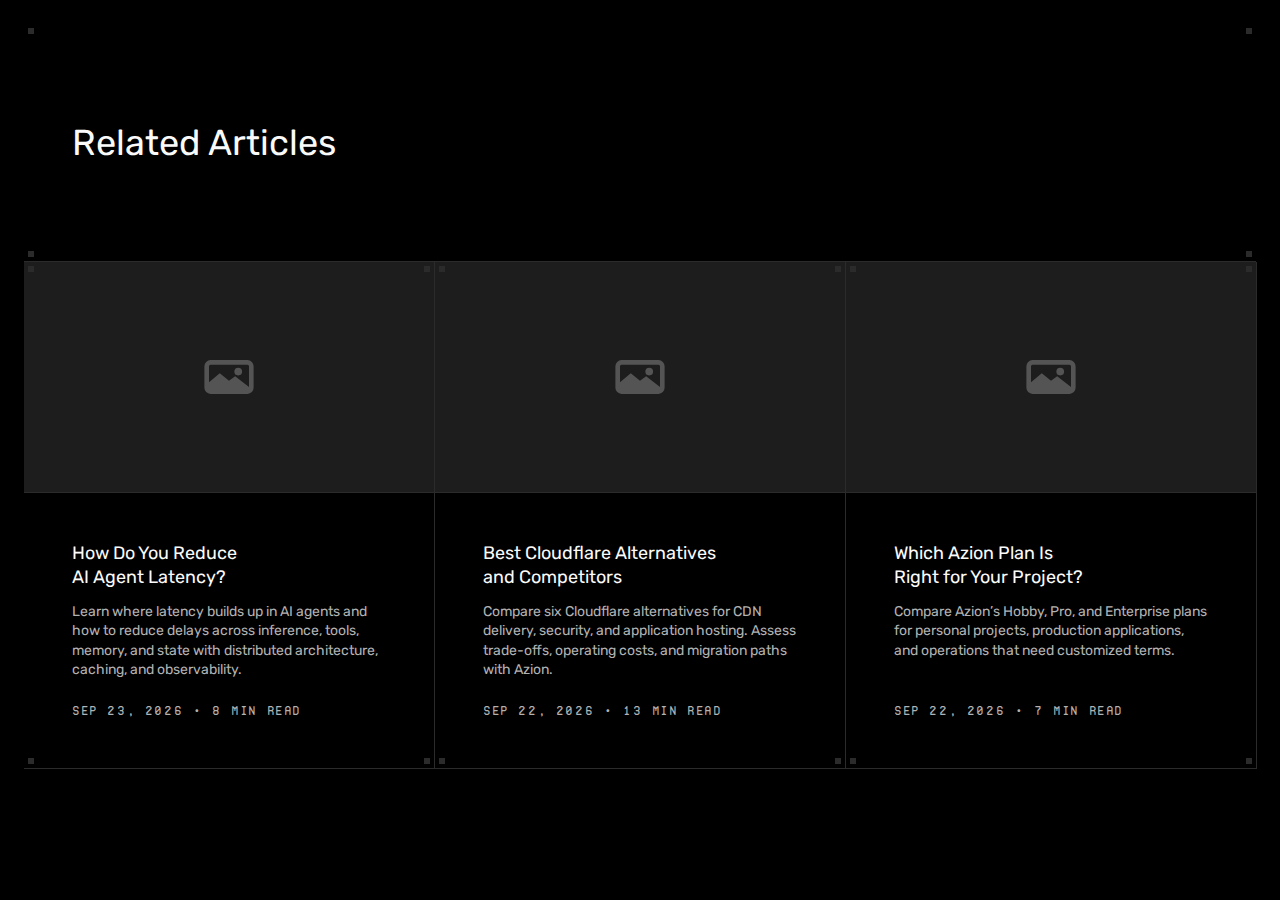 Related Articles
How Do You Reduce
AI Agent Latency?
Learn where latency builds up in AI agents and
how to reduce delays across inference, tools,
memory, and state with distributed architecture,
caching, and observability.
SEP 23, 2026 • 8 MIN READ
Best Cloudflare Alternatives
and Competitors
Compare six Cloudflare alternatives for CDN
delivery, security, and application hosting. Assess
trade-offs, operating costs, and migration paths
with Azion.
SEP 22, 2026 • 13 MIN READ
Which Azion Plan Is
Right for Your Project?
Compare Azion’s Hobby, Pro, and Enterprise plans
for personal projects, production applications,
and operations that need customized terms.
SEP 22, 2026 • 7 MIN READ